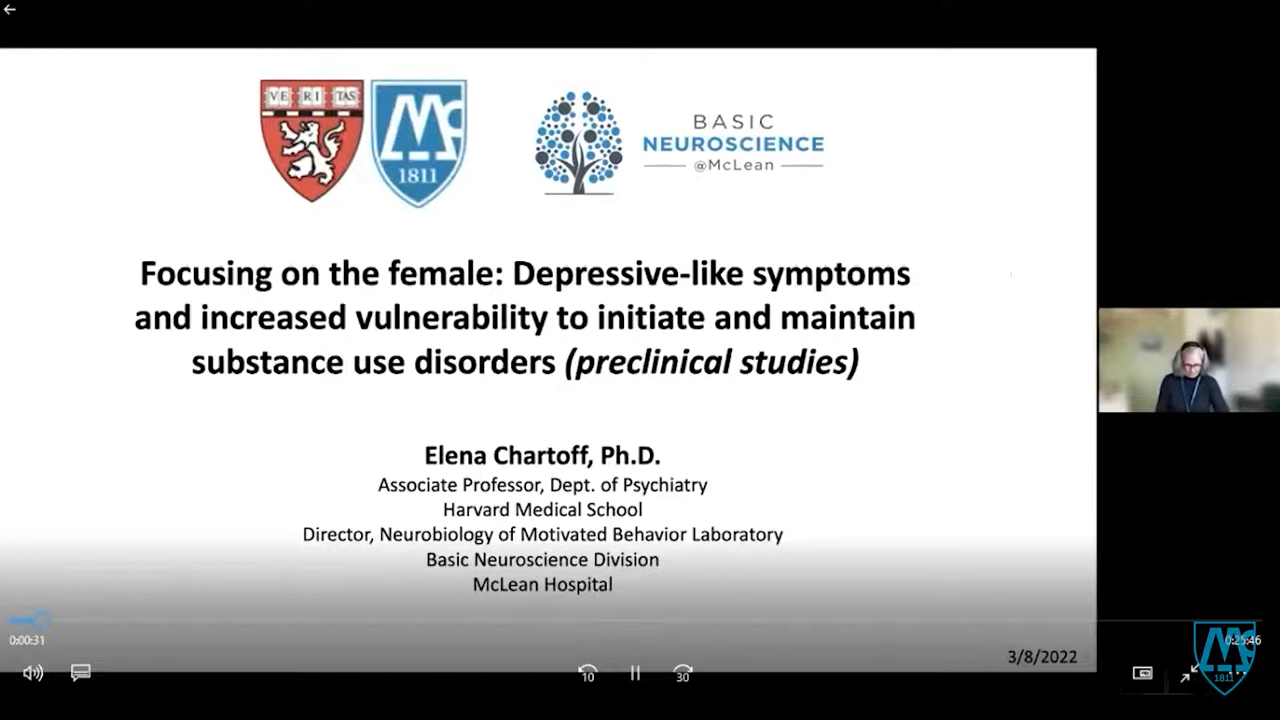 VE RI TAS
1811
BASIC
NEUROSCIENCE
@McLean
Focusing on the female: Depressive-like symptoms
and increased vulnerability to initiate and maintain
substance use disorders (preclinical studies)
Elena Chartoff, Ph.D.
Associate Professor, Dept. of Psychiatry
Harvard Medical School
Director, Neurobiology of Motivated Behavior Laboratory
Basic Neuroscience Division
McLean Hospital
0:00:31
0:25:46
3/8/2022
10
30
1811